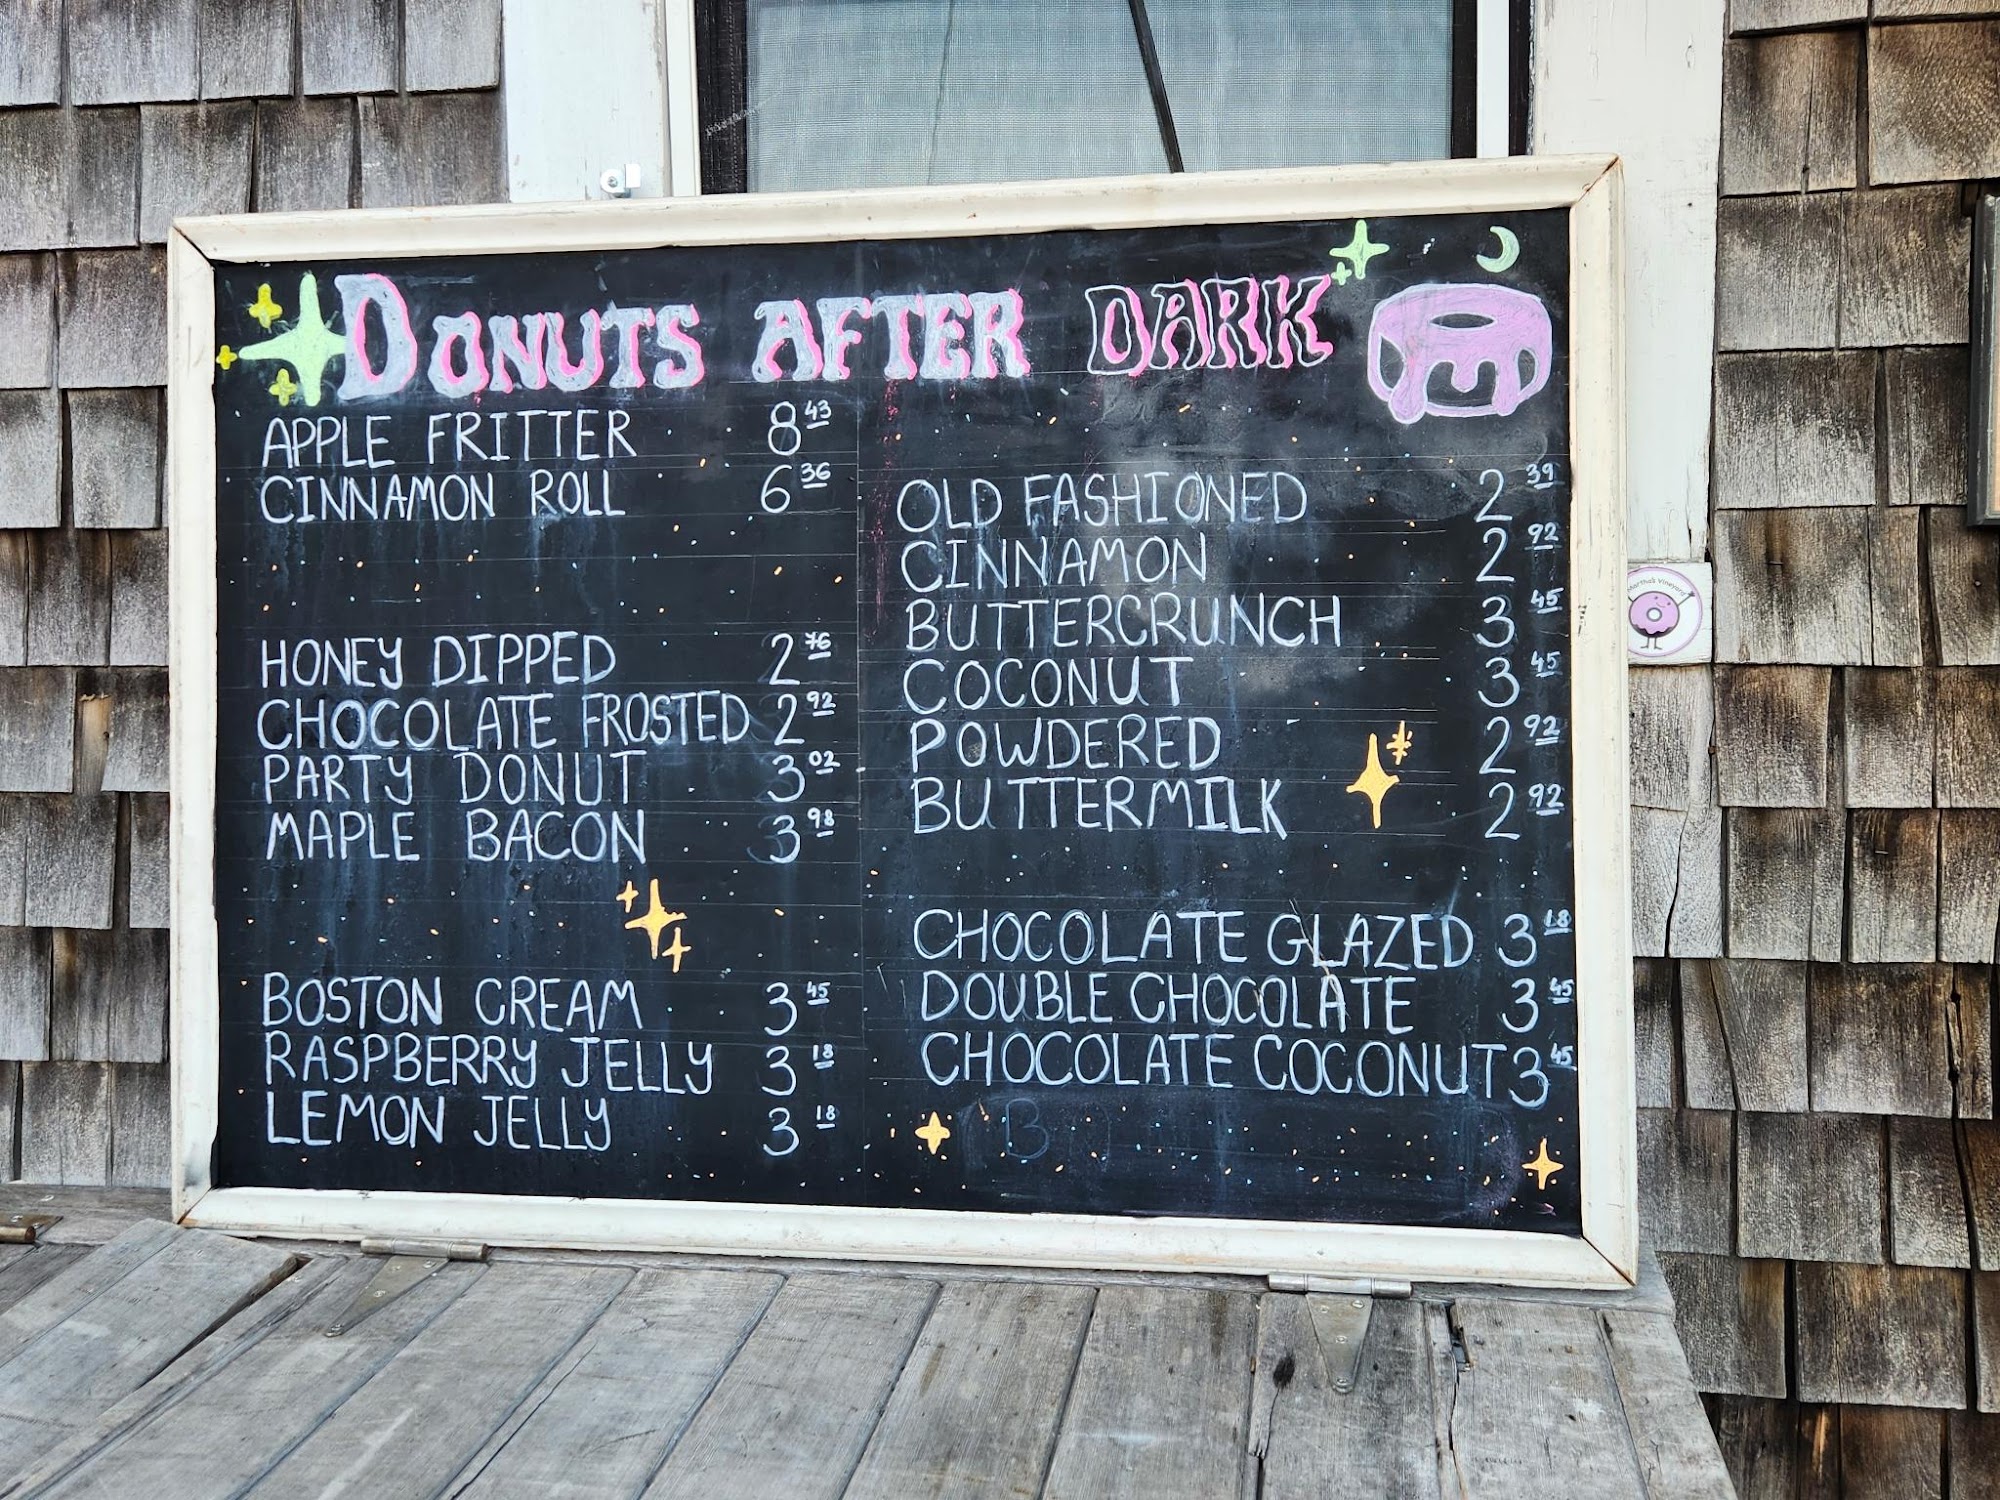 DONUTS AFTER DARK
APPLE FRITTER 8 43
CINNAMON ROLL 6 36
HONEY DIPPED 2 76
CHOCOLATE FROSTED 2 92
PARTY DONUT 3 02
MAPLE BACON 3 98
BOSTON CREAM 3 45
RASPBERRY JELLY 3 18
LEMON JELLY 3 18
OLD FASHIONED 2 39
CINNAMON 2 92
BUTTERCRUNCH 3 45
COCONUT 3 45
POWDERED 2 92
BUTTERMILK 2 92
CHOCOLATE GLAZED 3 18
DOUBLE CHOCOLATE 3 45
CHOCOLATE COCONUT 3 45
Martha's Vineyard